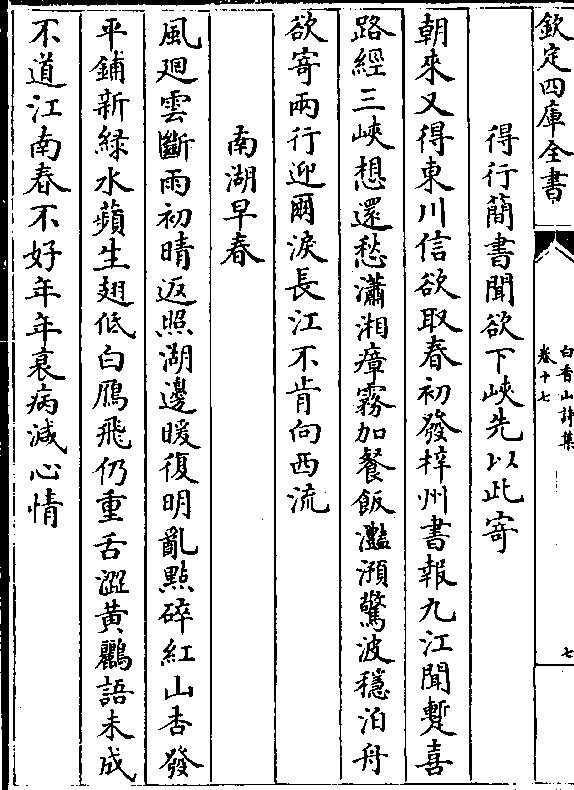 欽定四庫全書
白香山詩集
卷十七
七
得行簡書聞欲下峽先以此寄
朝來又得東川信欲取春初發梓州書報九江聞蹔喜
路經三峽想還愁瀟湘瘴霧加餐飯灩澦驚波穩泊舟
欲寄兩行迎爾淚長江不肯向西流
南湖早春
風廻雲斷雨初晴返照湖邊暖復明亂點碎紅山杏發
平鋪新緑水蘋生翅低白鴈飛仍重舌澀黄鸝語未成
不道江南春不好年年衰病減心情